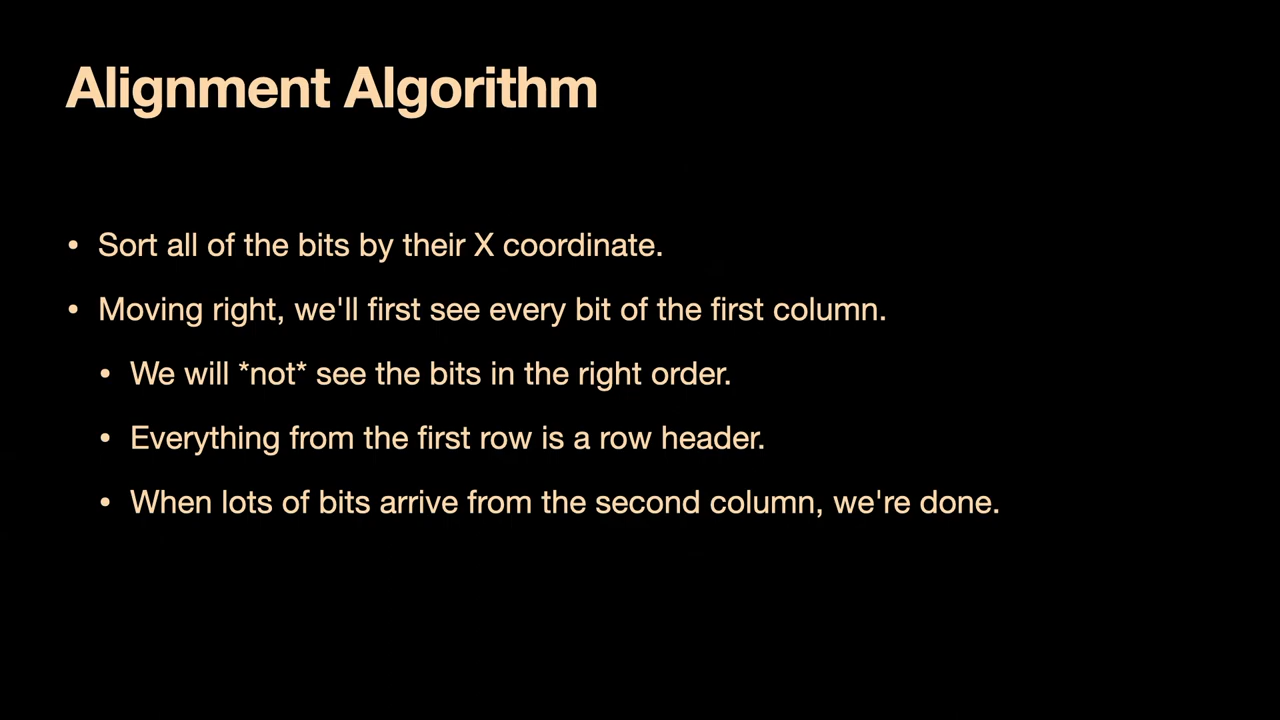 Alignment Algorithm
• Sort all of the bits by their X coordinate.
• Moving right, we'll first see every bit of the first column.
• We will *not* see the bits in the right order.
• Everything from the first row is a row header.
• When lots of bits arrive from the second column, we're done.